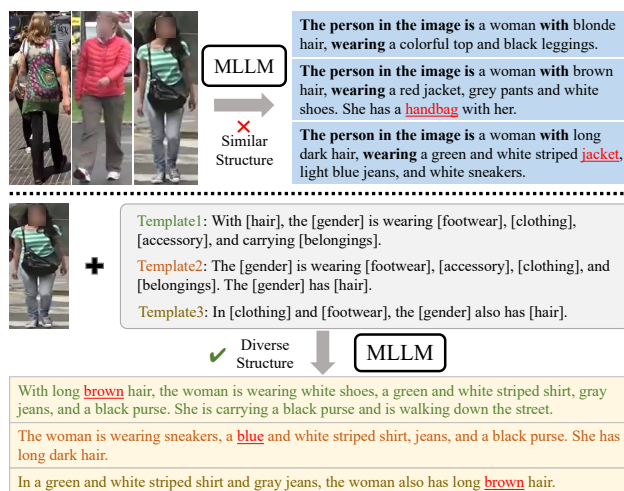 The person in the image is a woman with blonde
hair, wearing a colorful top and black leggings.
MLLM
The person in the image is a woman with brown
hair, wearing a red jacket, grey pants and white
shoes. She has a handbag with her.
Similar
Structure
The person in the image is a woman with long
dark hair, wearing a green and white striped jacket,
light blue jeans, and white sneakers.
Template1: With [hair], the [gender] is wearing [footwear], [clothing],
[accessory], and carrying [belongings].
Template2: The [gender] is wearing [footwear], [accessory], [clothing], and
[belongings]. The [gender] has [hair].
Template3: In [clothing] and [footwear], the [gender] also has [hair].
Diverse
Structure
MLLM
With long brown hair, the woman is wearing white shoes, a green and white striped shirt, gray
jeans, and a black purse. She is carrying a black purse and is walking down the street.
The woman is wearing sneakers, a blue and white striped shirt, jeans, and a black purse. She has
long dark hair.
In a green and white striped shirt and gray jeans, the woman also has long brown hair.